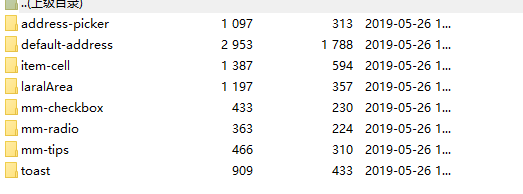 ..(上级目录)
address-picker 1 097 313 2019-05-26 1...
default-address 2 953 1 788 2019-05-26 1...
item-cell 1 387 594 2019-05-26 1...
laralArea 1 197 357 2019-05-26 1...
mm-checkbox 433 230 2019-05-26 1...
mm-radio 363 224 2019-05-26 1...
mm-tips 466 310 2019-05-26 1...
toast 909 433 2019-05-26 1...